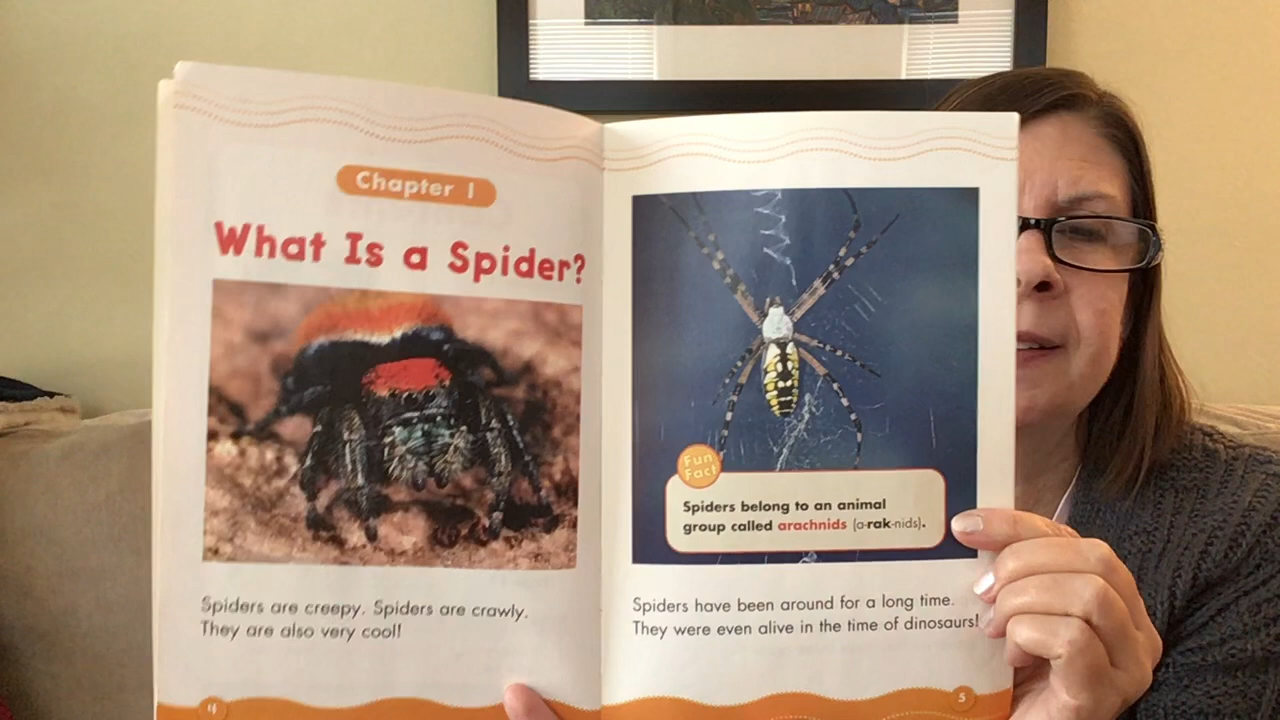 Chapter 1
What Is a Spider?
Spiders are creepy. Spiders are crawly.
They are also very cool!
4
Fun
Fact
Spiders belong to an animal
group called arachnids (a-rak-nids).
Spiders have been around for a long time.
They were even alive in the time of dinosaurs!
5